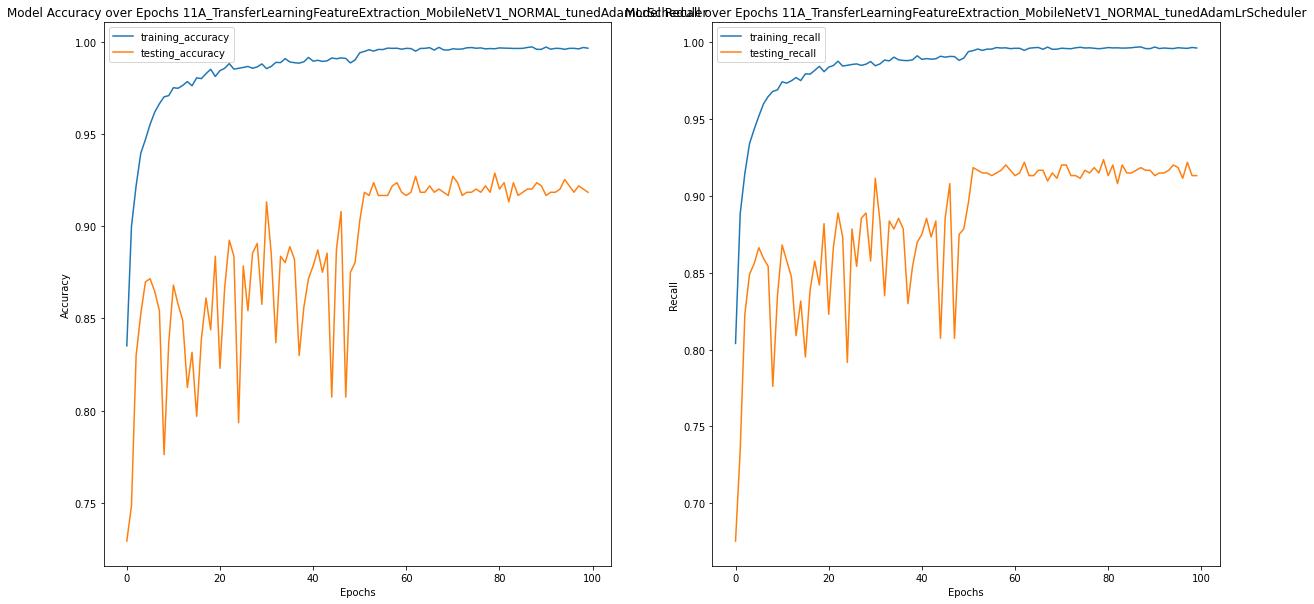 Model Accuracy over Epochs 11A_TransferLearningFeatureExtraction_MobileNetV1_NORMAL_tunedAdam
Model Recall over Epochs 11A_TransferLearningFeatureExtraction_MobileNetV1_NORMAL_tunedAdamLrScheduler
training_accuracy
testing_accuracy
1.00
0.95
0.90
0.85
0.80
0.75
Accuracy
0
20
40
60
80
100
Epochs
training_recall
testing_recall
1.00
0.95
0.90
0.85
0.80
0.75
0.70
Recall
0
20
40
60
80
100
Epochs